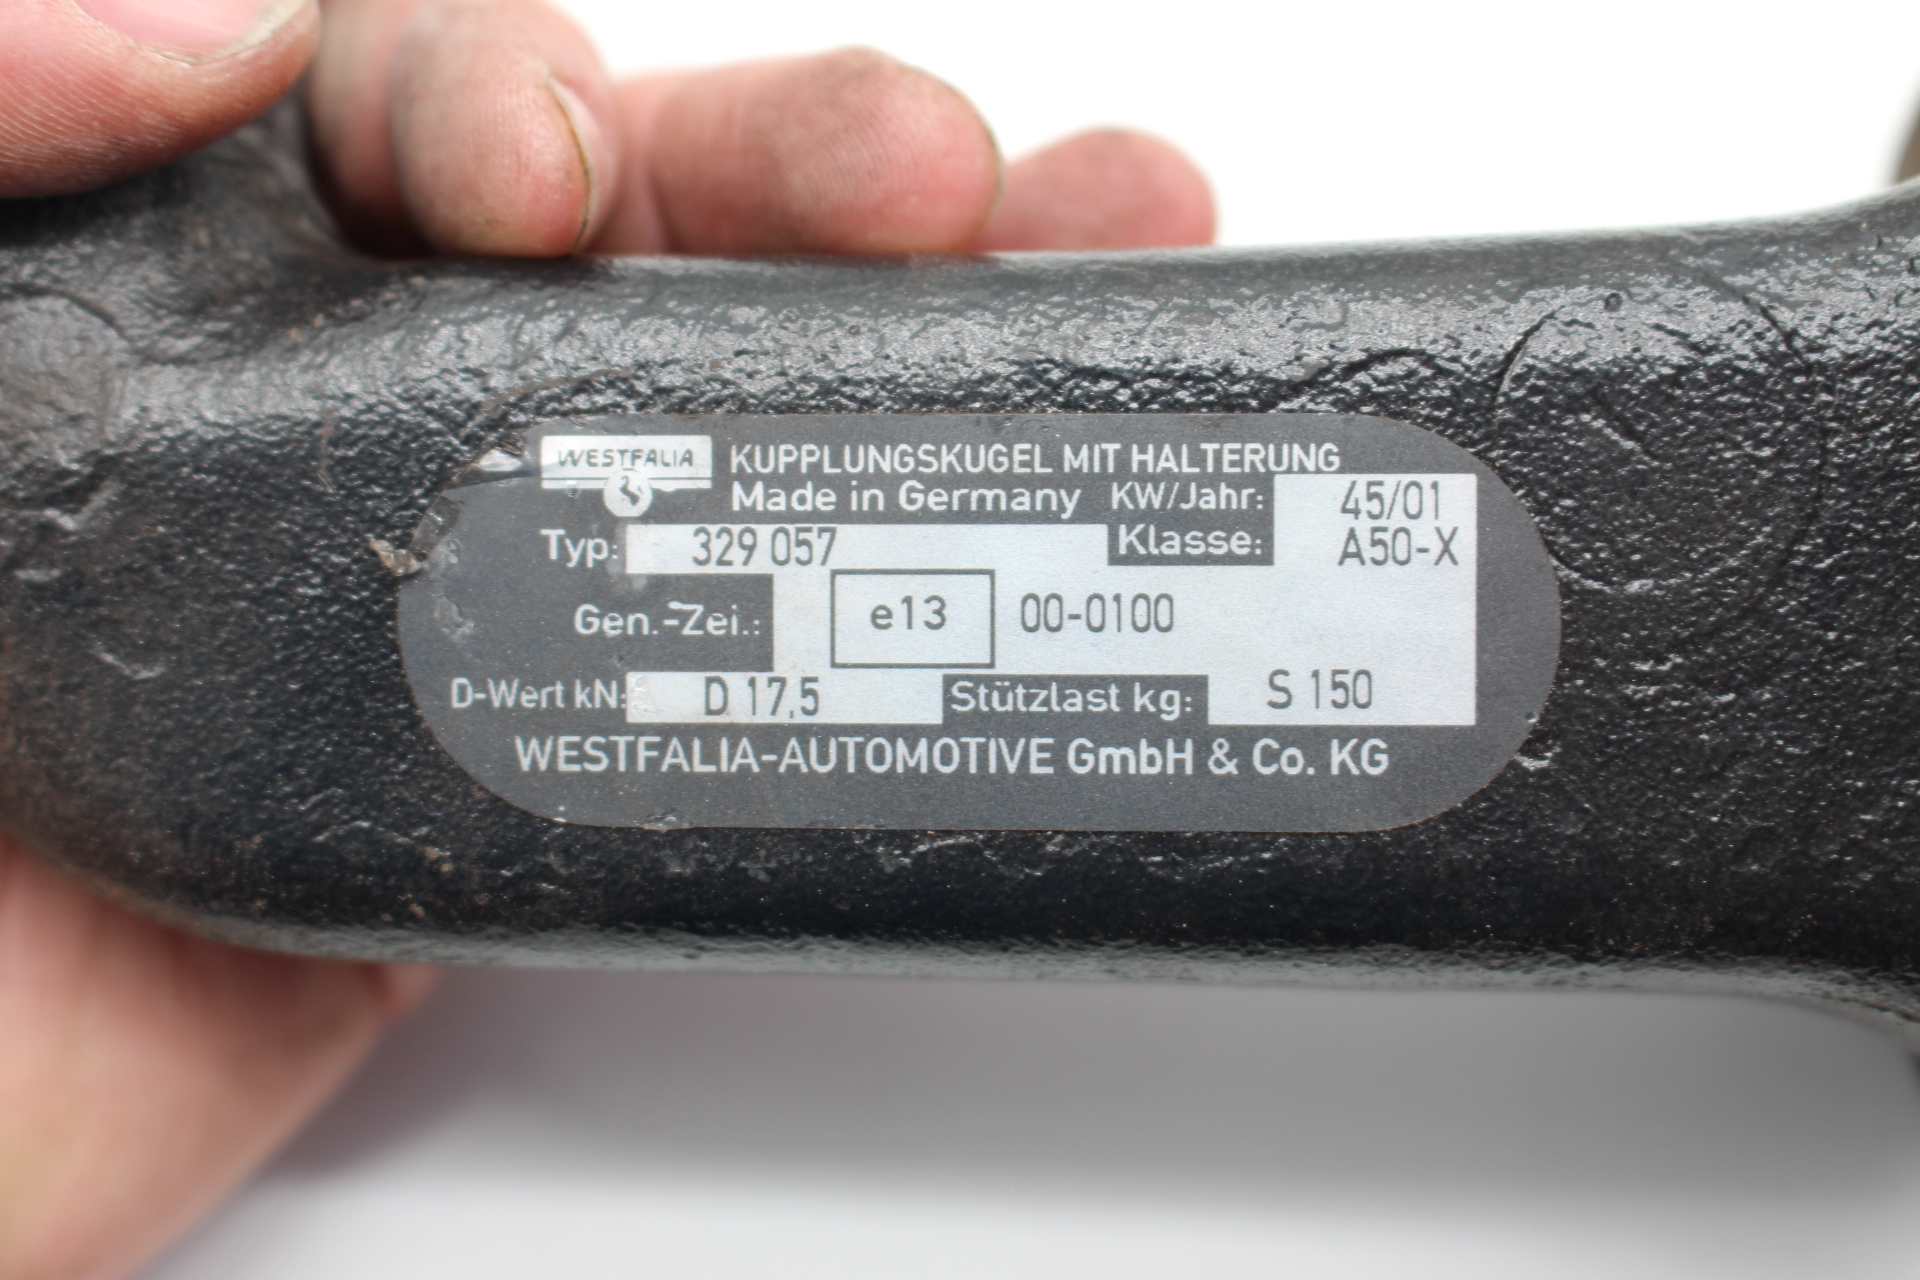 WESTFALIA KUPPLUNGSKUGEL MIT HALTERUNG
Made in Germany KW/Jahr: 45/01
Typ: 329 057 Klasse: A50-X
Gen.-Zei.: e13 00-0100
D-Wert kN: D 17,5 Stützlast kg: S 150
WESTFALIA-AUTOMOTIVE GmbH & Co. KG